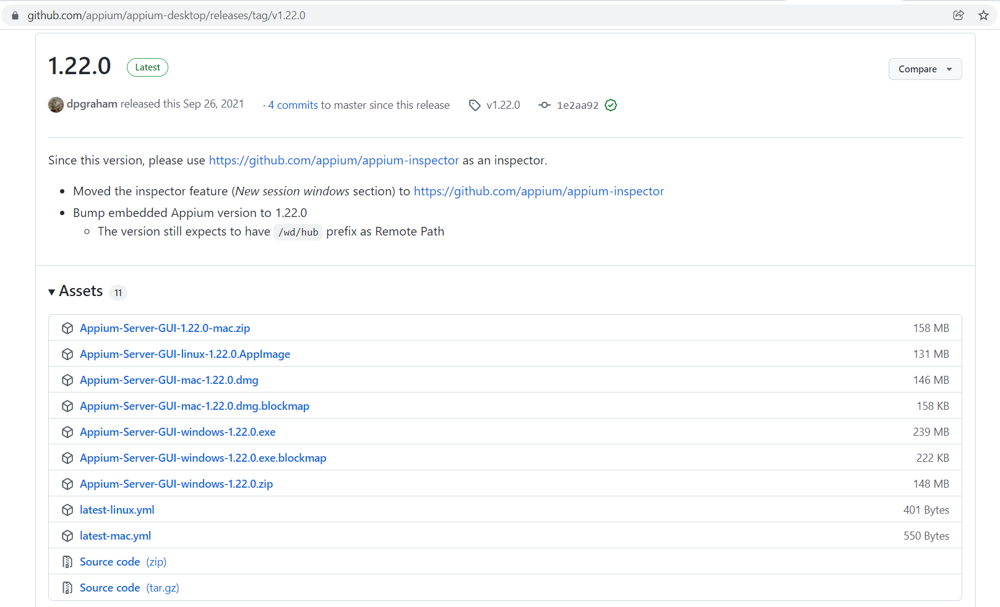 github.com/appium/appium-desktop/releases/tag/v1.22.0
1.22.0 Latest
Compare
dpgraham released this Sep 26, 2021 · 4 commits to master since this release v1.22.0 1e2aa92
Since this version, please use https://github.com/appium/appium-inspector as an inspector.
• Moved the inspector feature (New session windows section) to https://github.com/appium/appium-inspector
• Bump embedded Appium version to 1.22.0
◦ The version still expects to have /wd/hub prefix as Remote Path
Assets 11
Appium-Server-GUI-1.22.0-mac.zip 158 MB
Appium-Server-GUI-linux-1.22.0.AppImage 131 MB
Appium-Server-GUI-mac-1.22.0.dmg 146 MB
Appium-Server-GUI-mac-1.22.0.dmg.blockmap 158 KB
Appium-Server-GUI-windows-1.22.0.exe 239 MB
Appium-Server-GUI-windows-1.22.0.exe.blockmap 222 KB
Appium-Server-GUI-windows-1.22.0.zip 148 MB
latest-linux.yml 401 Bytes
latest-mac.yml 550 Bytes
Source code (zip)
Source code (tar.gz)